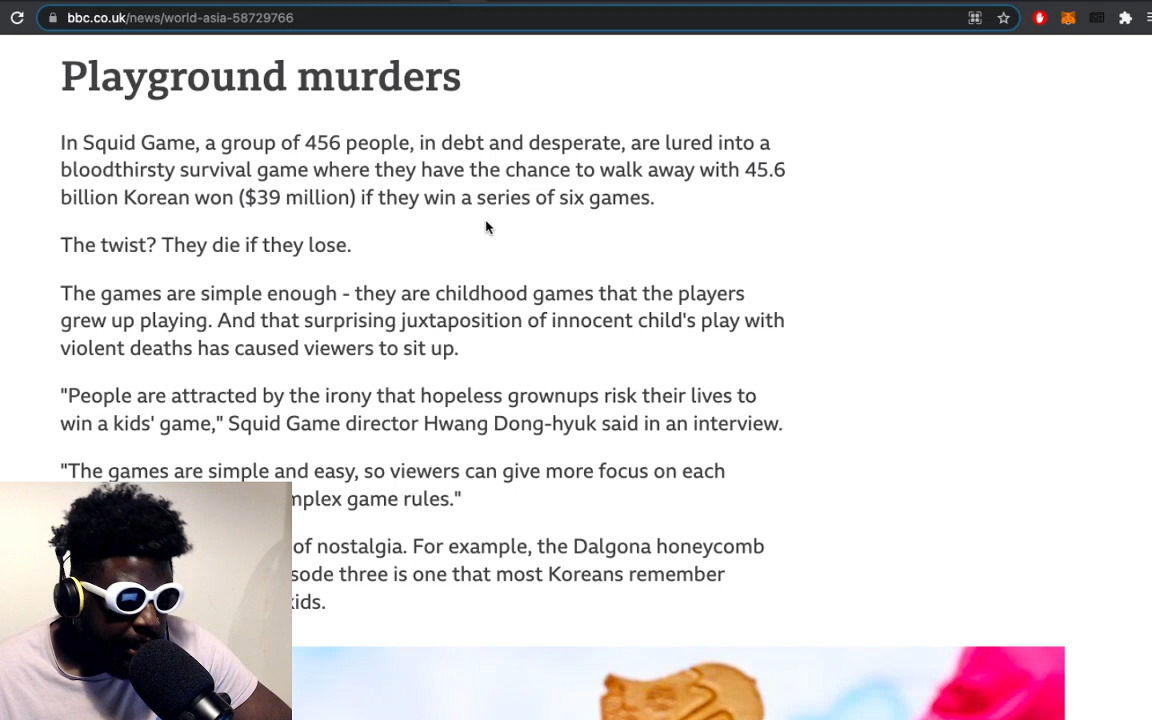 bbc.co.uk/news/world-asia-58729766
Playground murders
In Squid Game, a group of 456 people, in debt and desperate, are lured into a
bloodthirsty survival game where they have the chance to walk away with 45.6
billion Korean won ($39 million) if they win a series of six games.
The twist? They die if they lose.
The games are simple enough - they are childhood games that the players
grew up playing. And that surprising juxtaposition of innocent child's play with
violent deaths has caused viewers to sit up.
"People are attracted by the irony that hopeless grownups risk their lives to
win a kids' game," Squid Game director Hwang Dong-hyuk said in an interview.
"The games are simple and easy, so viewers can give more focus on each
game rules."
of nostalgia. For example, the Dalgona honeycomb
three is one that most Koreans remember